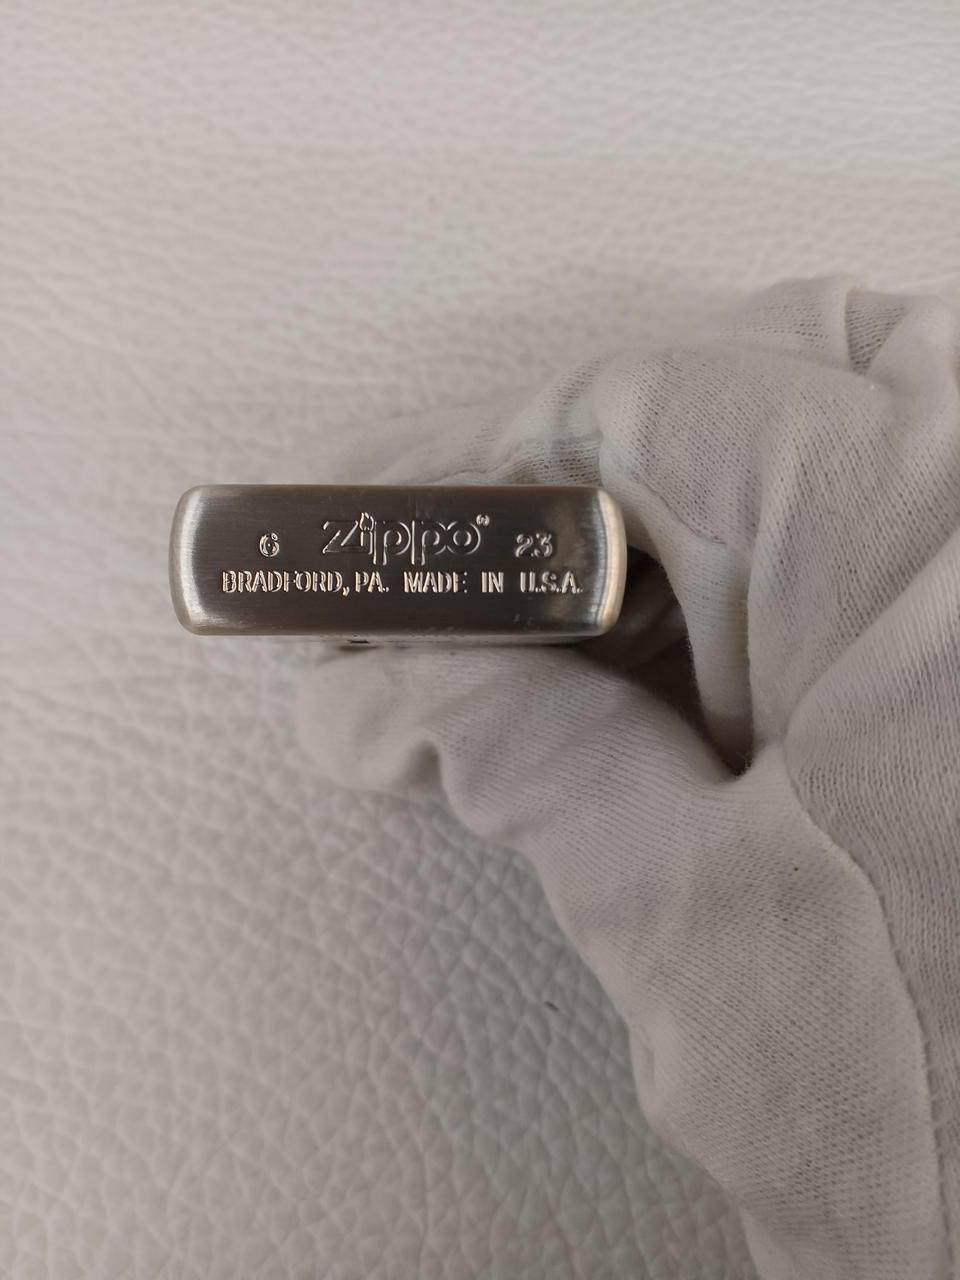 6 zippo® 23
BRADFORD, PA. MADE IN U.S.A.